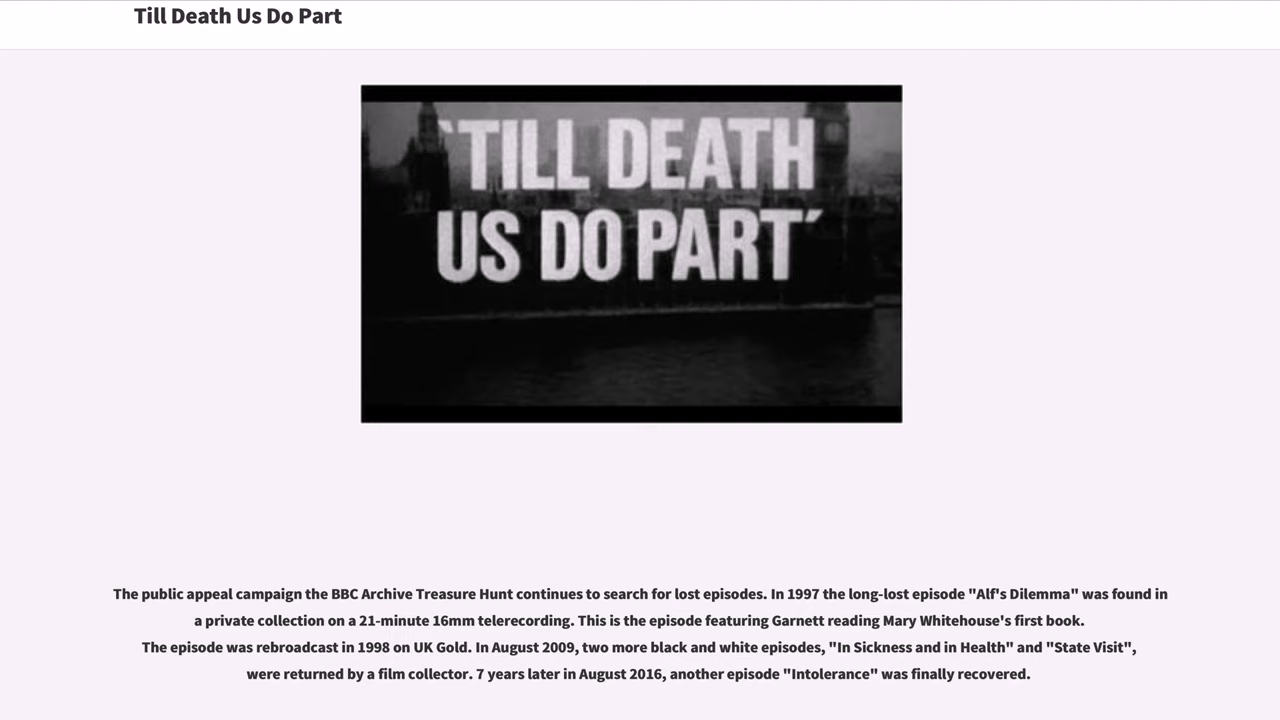 Till Death Us Do Part
‘TILL DEATH
US DO PART’
The public appeal campaign the BBC Archive Treasure Hunt continues to search for lost episodes. In 1997 the long-lost episode "Alf's Dilemma" was found in
a private collection on a 21-minute 16mm telerecording. This is the episode featuring Garnett reading Mary Whitehouse's first book.
The episode was rebroadcast in 1998 on UK Gold. In August 2009, two more black and white episodes, "In Sickness and in Health" and "State Visit",
were returned by a film collector. 7 years later in August 2016, another episode "Intolerance" was finally recovered.